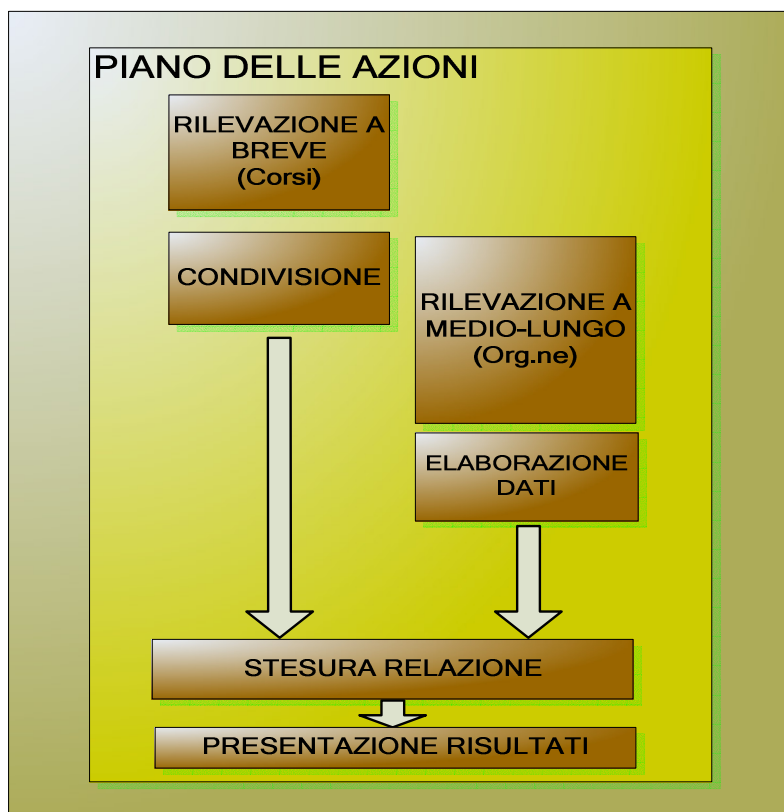 PIANO DELLE AZIONI
RILEVAZIONE A
BREVE
(Corsi)
CONDIVISIONE
RILEVAZIONE A
MEDIO-LUNGO
(Org.ne)
ELABORAZIONE
DATI
STESURA RELAZIONE
PRESENTAZIONE RISULTATI